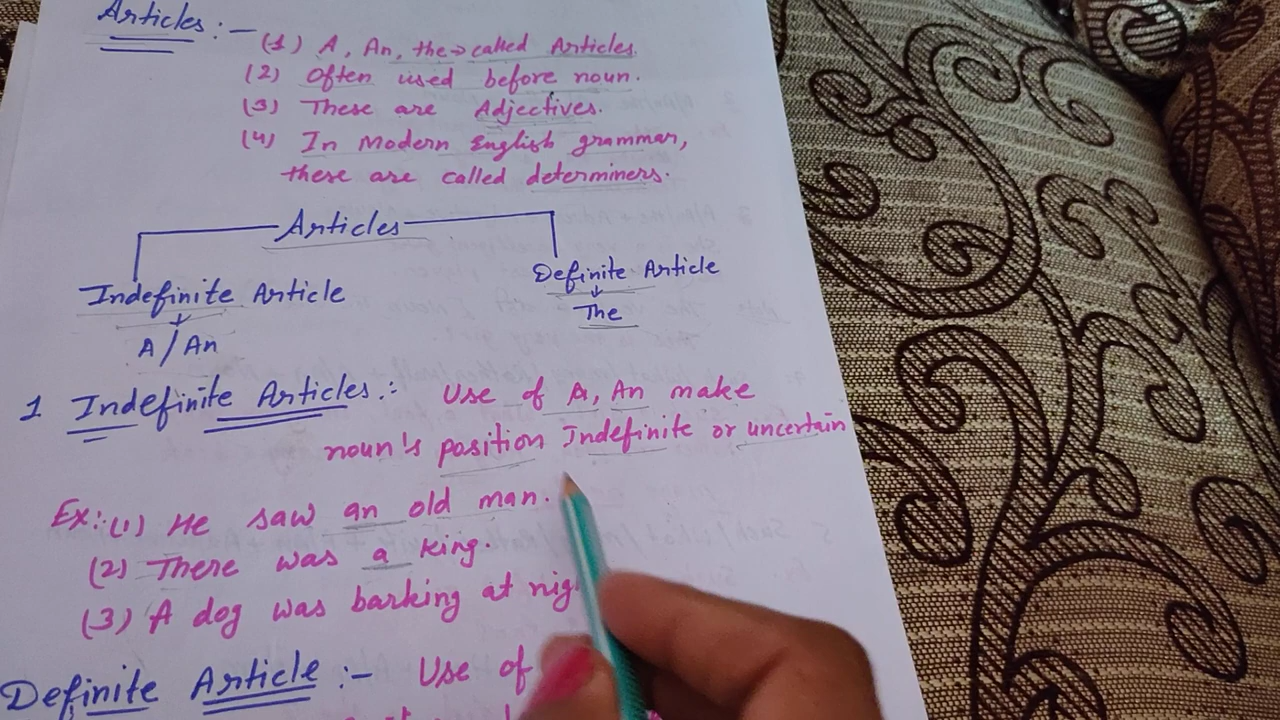 Articles :-
(1) A, An, the → called Articles.
(2) Often used before noun.
(3) These are Adjectives.
(4) In Modern English grammar,
these are called determiners.
Articles
Indefinite Article
Definite Article
↓
The
↓
A / An
1 Indefinite Articles :- Use of A, An make
noun's position Indefinite or uncertain
Ex:- (1) He saw an old man.
(2) There was a king.
(3) A dog was barking at nig
Definite Article :- Use of